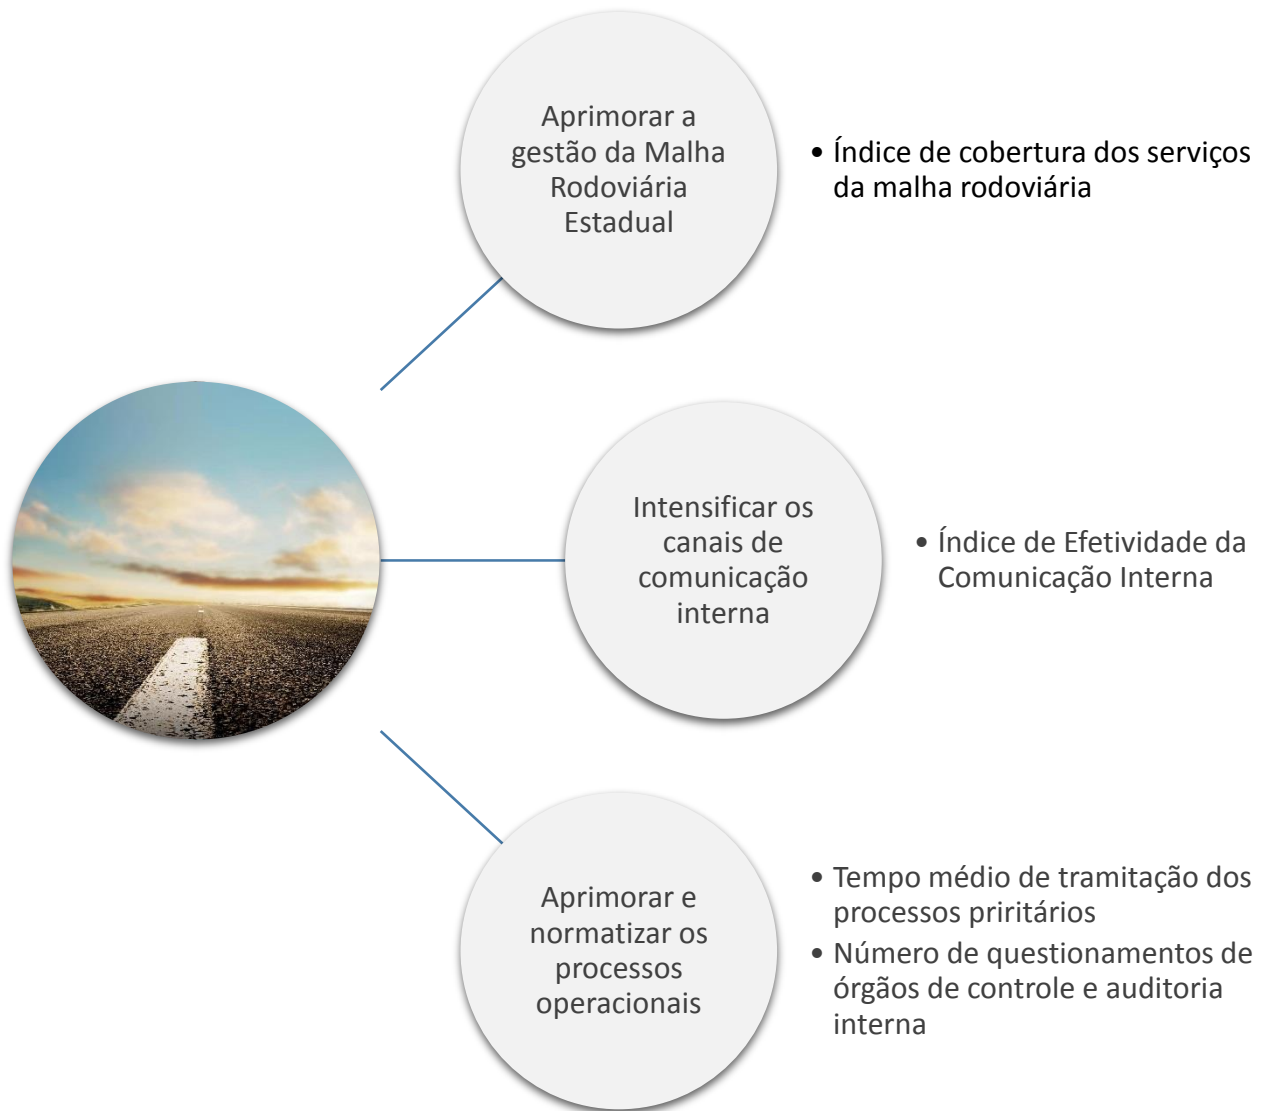 Aprimorar a
gestão da Malha
Rodoviária
Estadual
• Índice de cobertura dos serviços
da malha rodoviária
Intensificar os
canais de
comunicação
interna
• Índice de Efetividade da
Comunicação Interna
Aprimorar e
normatizar os
processos
operacionais
• Tempo médio de tramitação dos
processos priritários
• Número de questionamentos de
órgãos de controle e auditoria
interna